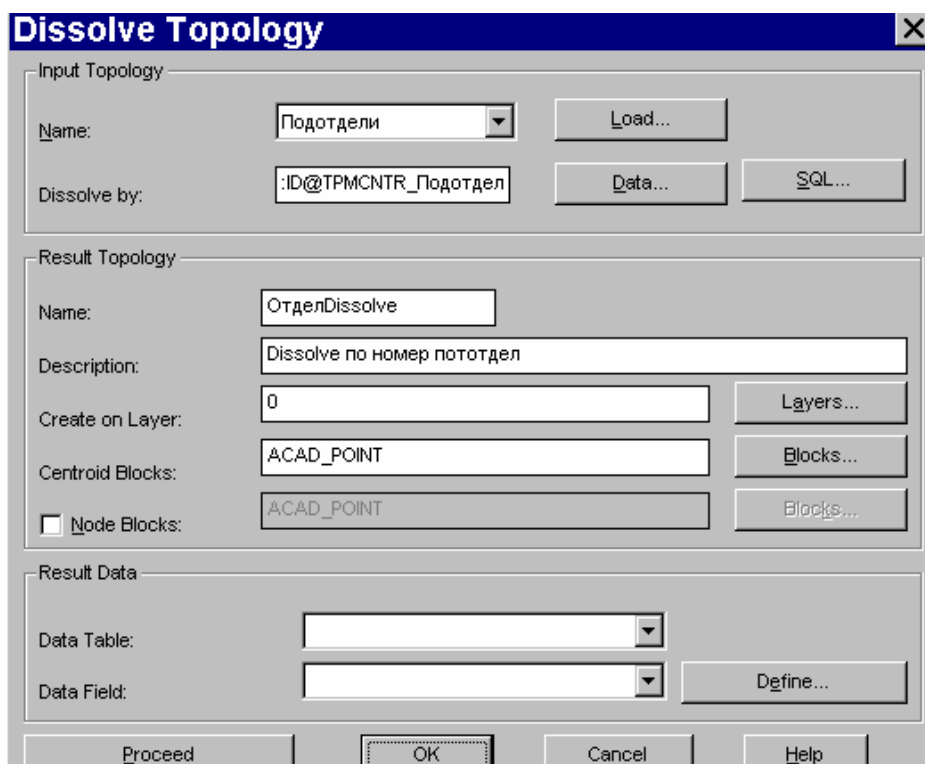 Dissolve Topology
Input Topology
Name: Подотдели Load...
Dissolve by: :ID@TPMCNTR_Подотдел Data... SQL...
Result Topology
Name: ОтделDissolve
Description: Dissolve по номер пототдел
Create on Layer: 0 Layers...
Centroid Blocks: ACAD_POINT Blocks...
Node Blocks: ACAD_POINT Blocks...
Result Data
Data Table:
Data Field: Define...
Proceed OK Cancel Help